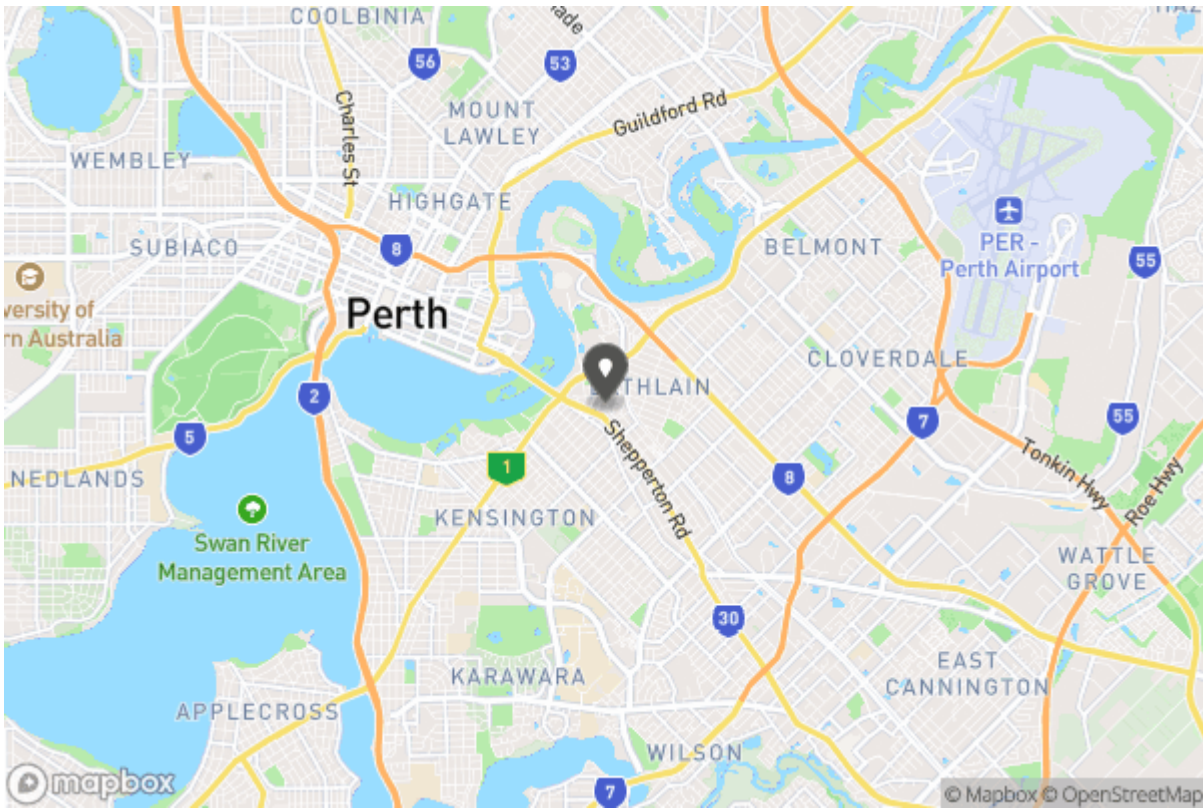 COOLBINIA
56
53
MOUNT
LAWLEY
Guildford Rd
Charles St
WEMBLEY
HIGHGATE
SUBIACO
8
BELMONT
PER -
Perth Airport
55
versity of
rn Australia
Perth
CLOVERDALE
THLAIN
2
7
55
5
Shepperton Rd
Tonkin Hwy
Roe Hwy
NEDLANDS
1
8
KENSINGTON
Swan River
Management Area
WATTLE
GROVE
30
KARAWARA
EAST
CANNINGTON
APPLECROSS
WILSON
7
mapbox
© Mapbox © OpenStreetMap